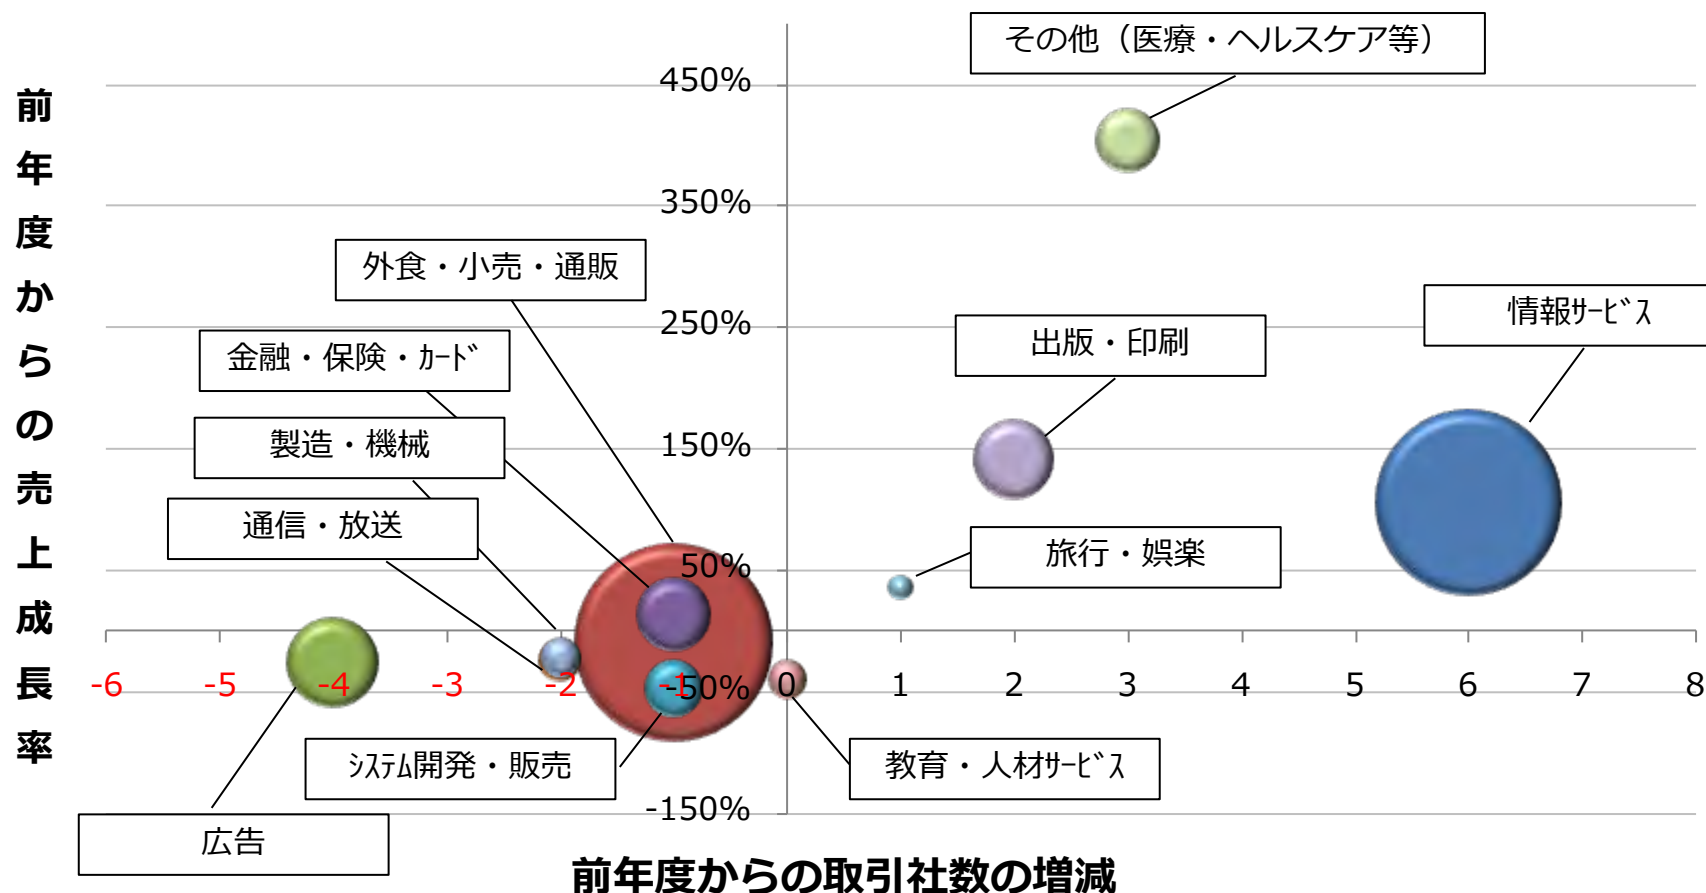 前年度からの売上成長率
その他（医療・ヘルスケア等）
450%
350%
外食・小売・通販
情報ｻｰﾋﾞｽ
250%
出版・印刷
金融・保険・ｶｰﾄﾞ
製造・機械
150%
通信・放送
旅行・娯楽
50%
-6 -5 -4 -3 -2 -1 0 1 2 3 4 5 6 7 8
-50%
ｼｽﾃﾑ開発・販売
教育・人材ｻｰﾋﾞｽ
-150%
広告
前年度からの取引社数の増減